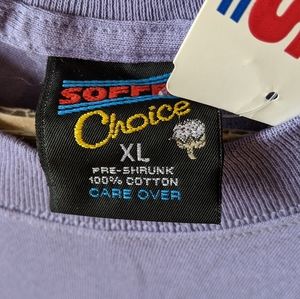 SOFFE
Choice
XL
PRE-SHRUNK
100% COTTON
CARE OVER